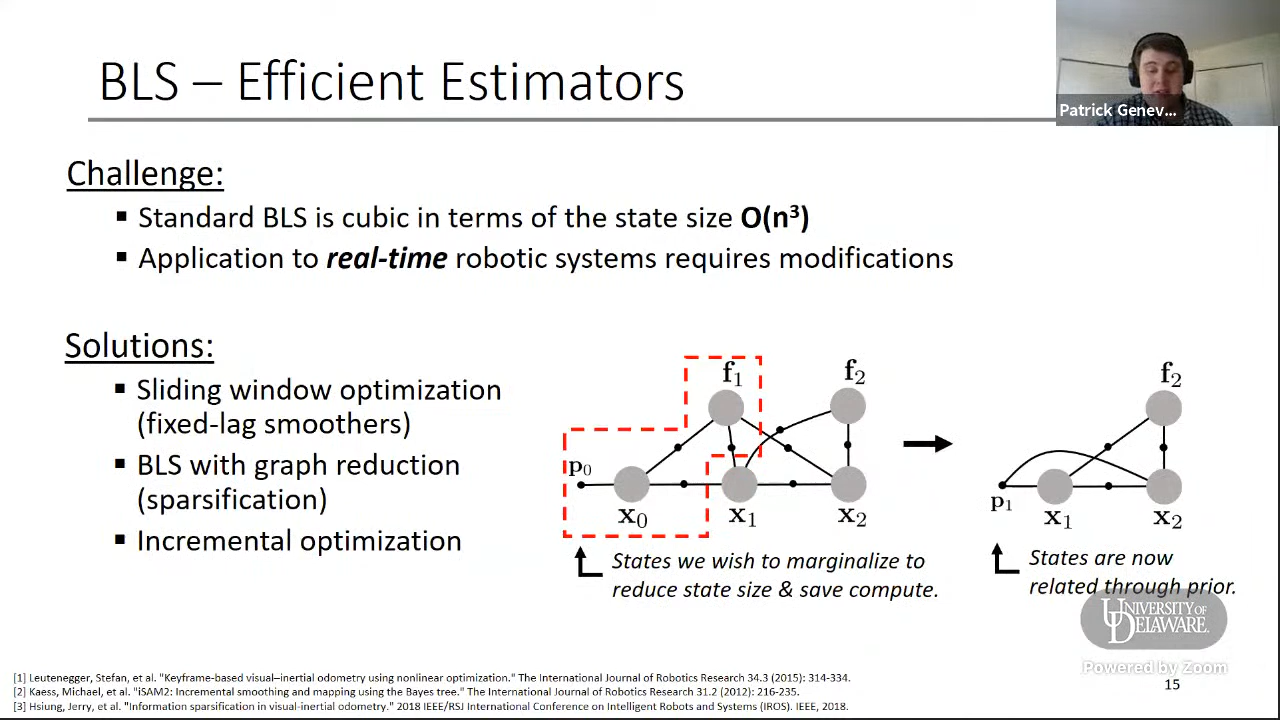 BLS – Efficient Estimators
Patrick Genev...
Challenge:
▪ Standard BLS is cubic in terms of the state size O(n³)
▪ Application to real-time robotic systems requires modifications
Solutions:
▪ Sliding window optimization
(fixed-lag smoothers)
▪ BLS with graph reduction
(sparsification)
▪ Incremental optimization
f₁
f₂
p₀
x₀
x₁
x₂
States we wish to marginalize to
reduce state size & save compute.
f₂
p₁
x₁
x₂
States are now
related through prior.
UNIVERSITY OF
DELAWARE.
Powered by Zoom
15
[1] Leutenegger, Stefan, et al. "Keyframe-based visual–inertial odometry using nonlinear optimization." The International Journal of Robotics Research 34.3 (2015): 314-334.
[2] Kaess, Michael, et al. "iSAM2: Incremental smoothing and mapping using the Bayes tree." The International Journal of Robotics Research 31.2 (2012): 216-235.
[3] Hsiung, Jerry, et al. "Information sparsification in visual-inertial odometry." 2018 IEEE/RSJ International Conference on Intelligent Robots and Systems (IROS). IEEE, 2018.